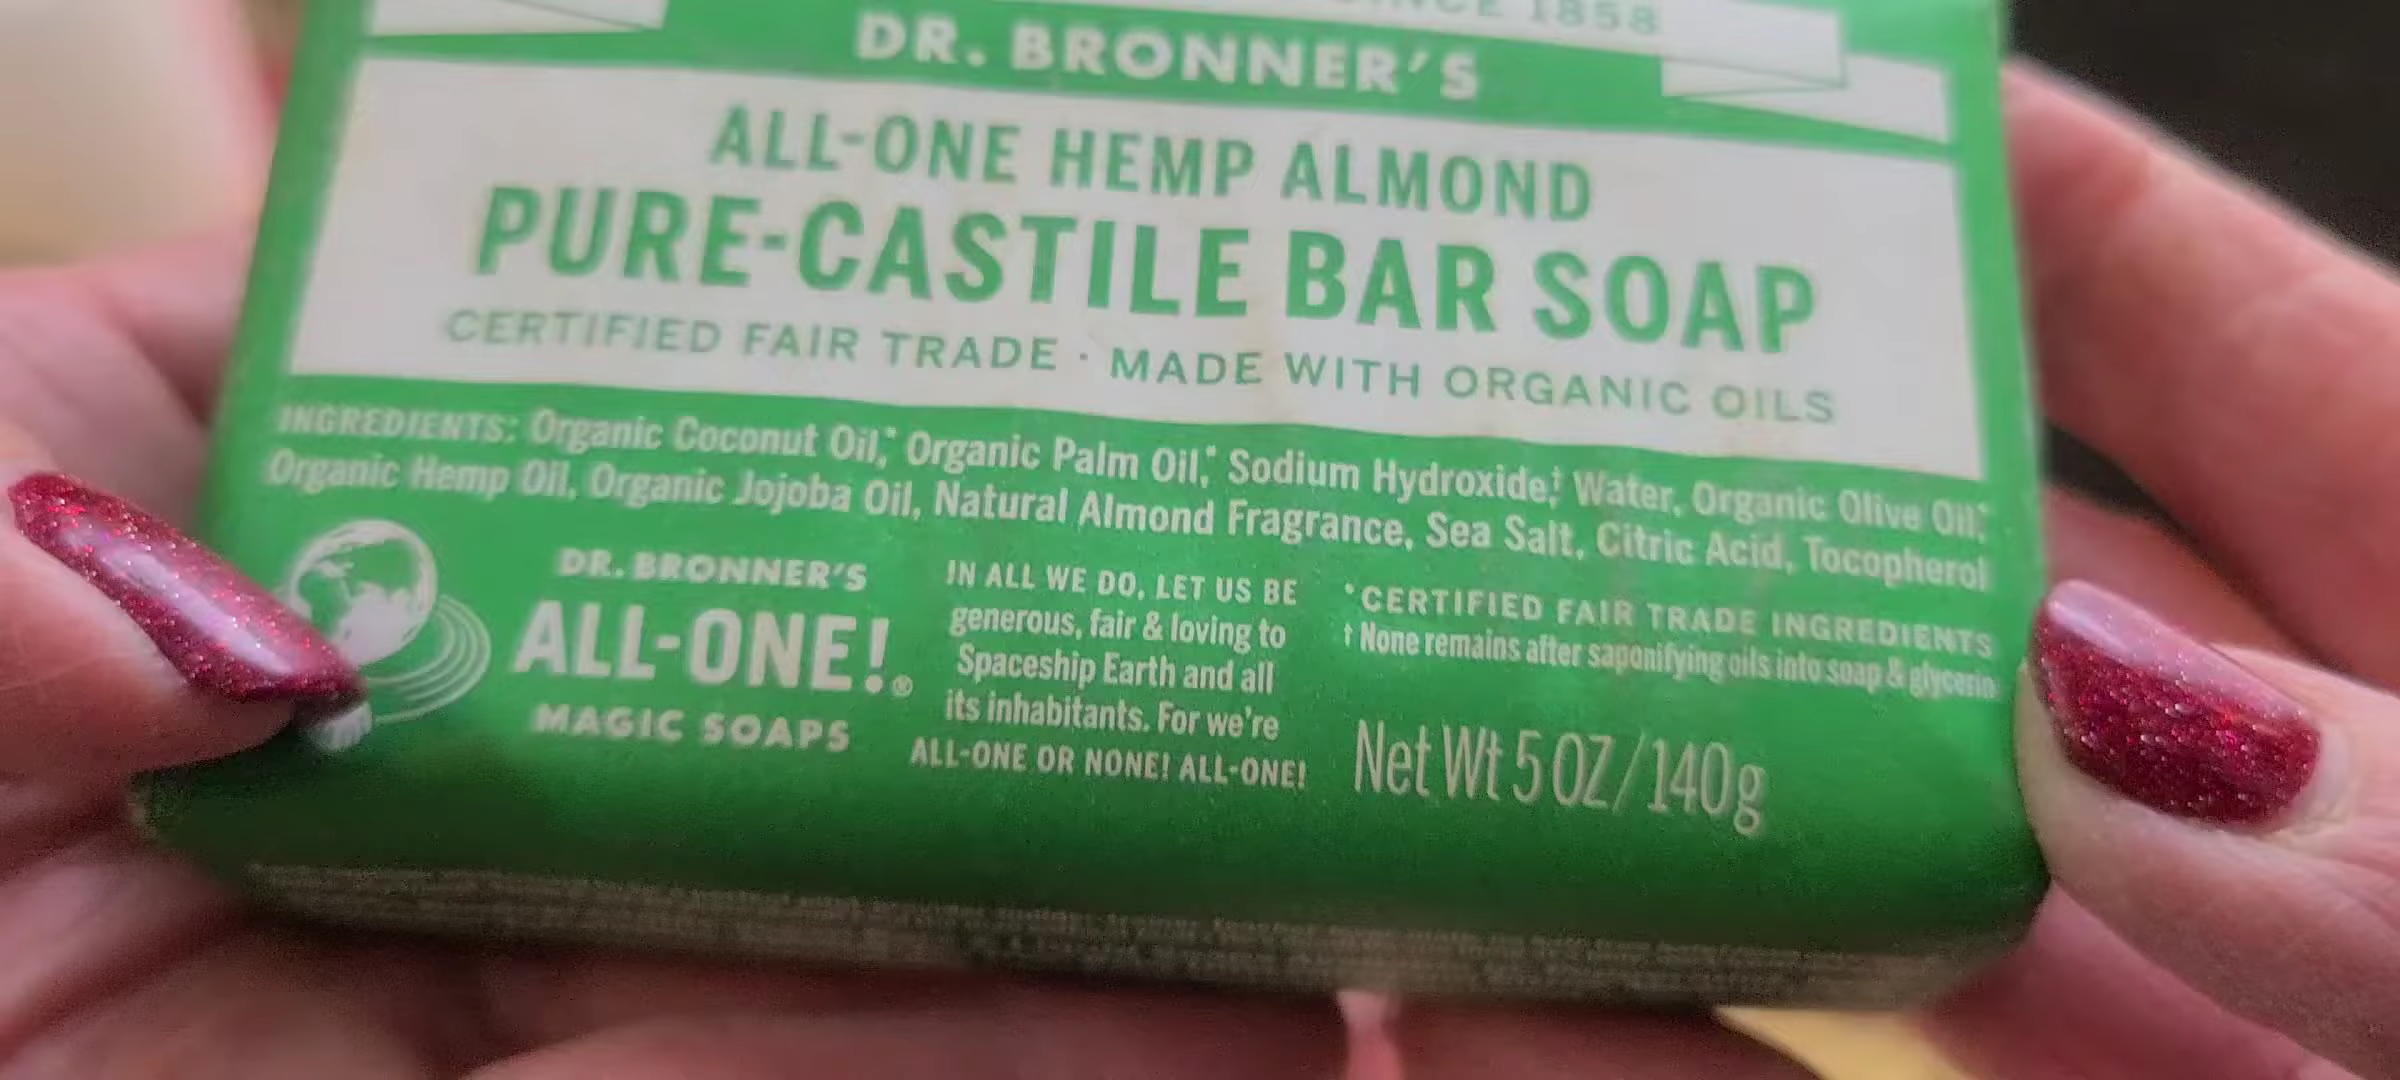 SINCE 1858
DR. BRONNER'S
ALL-ONE HEMP ALMOND
PURE-CASTILE BAR SOAP
CERTIFIED FAIR TRADE · MADE WITH ORGANIC OILS
INGREDIENTS: Organic Coconut Oil,* Organic Palm Oil,* Sodium Hydroxide,† Water, Organic Olive Oil,*
Organic Hemp Oil, Organic Jojoba Oil, Natural Almond Fragrance, Sea Salt, Citric Acid, Tocopherol
DR. BRONNER'S
ALL-ONE!®
MAGIC SOAPS
IN ALL WE DO, LET US BE
generous, fair & loving to
Spaceship Earth and all
its inhabitants. For we're
ALL-ONE OR NONE! ALL-ONE!
*CERTIFIED FAIR TRADE INGREDIENTS
† None remains after saponifying oils into soap & glycerin
Net Wt 5 OZ/140g